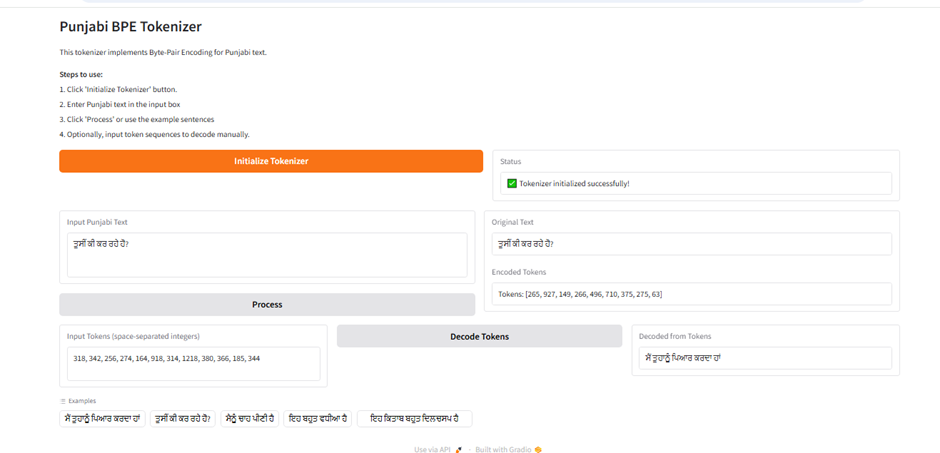 Punjabi BPE Tokenizer
This tokenizer implements Byte-Pair Encoding for Punjabi text.
Steps to use:
1. Click 'Initialize Tokenizer' button.
2. Enter Punjabi text in the input box
3. Click 'Process' or use the example sentences
4. Optionally, input token sequences to decode manually.
Initialize Tokenizer
Status
✅ Tokenizer initialized successfully!
Input Punjabi Text
ਤੁਸੀਂ ਕੀ ਕਰ ਰਹੇ ਹੋ?
Original Text
ਤੁਸੀਂ ਕੀ ਕਰ ਰਹੇ ਹੋ?
Encoded Tokens
Tokens: [265, 927, 149, 266, 496, 710, 375, 275, 63]
Process
Input Tokens (space-separated integers)
318, 342, 256, 274, 164, 918, 314, 1218, 380, 366, 185, 344
Decode Tokens
Decoded from Tokens
ਮੈਂ ਤੁਹਾਨੂੰ ਪਿਆਰ ਕਰਦਾ ਹਾਂ
Examples
ਮੈਂ ਤੁਹਾਨੂੰ ਪਿਆਰ ਕਰਦਾ ਹਾਂ
ਤੁਸੀਂ ਕੀ ਕਰ ਰਹੇ ਹੋ?
ਮੈਨੂੰ ਚਾਹ ਪੀਣੀ ਹੈ
ਇਹ ਬਹੁਤ ਵਧੀਆ ਹੈ
ਇਹ ਕਿਤਾਬ ਬਹੁਤ ਦਿਲਚਸਪ ਹੈ
Use via API · Built with Gradio